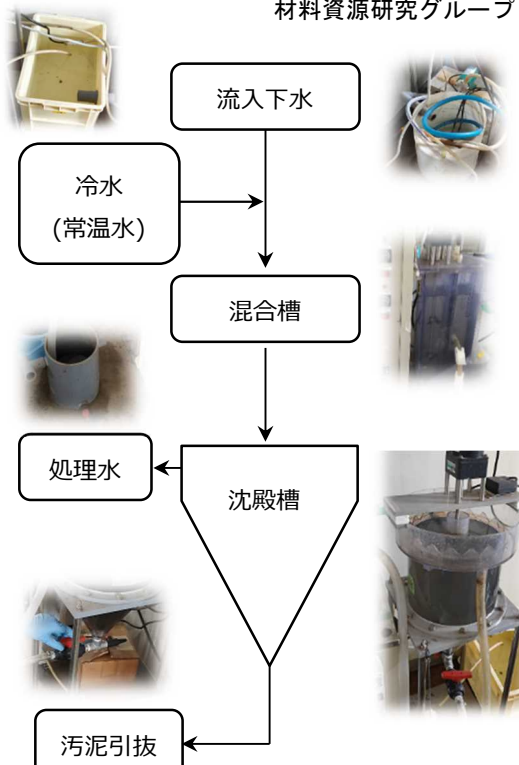 材料資源研究グループ
流入下水
冷水
(常温水)
混合槽
処理水
沈殿槽
汚泥引抜